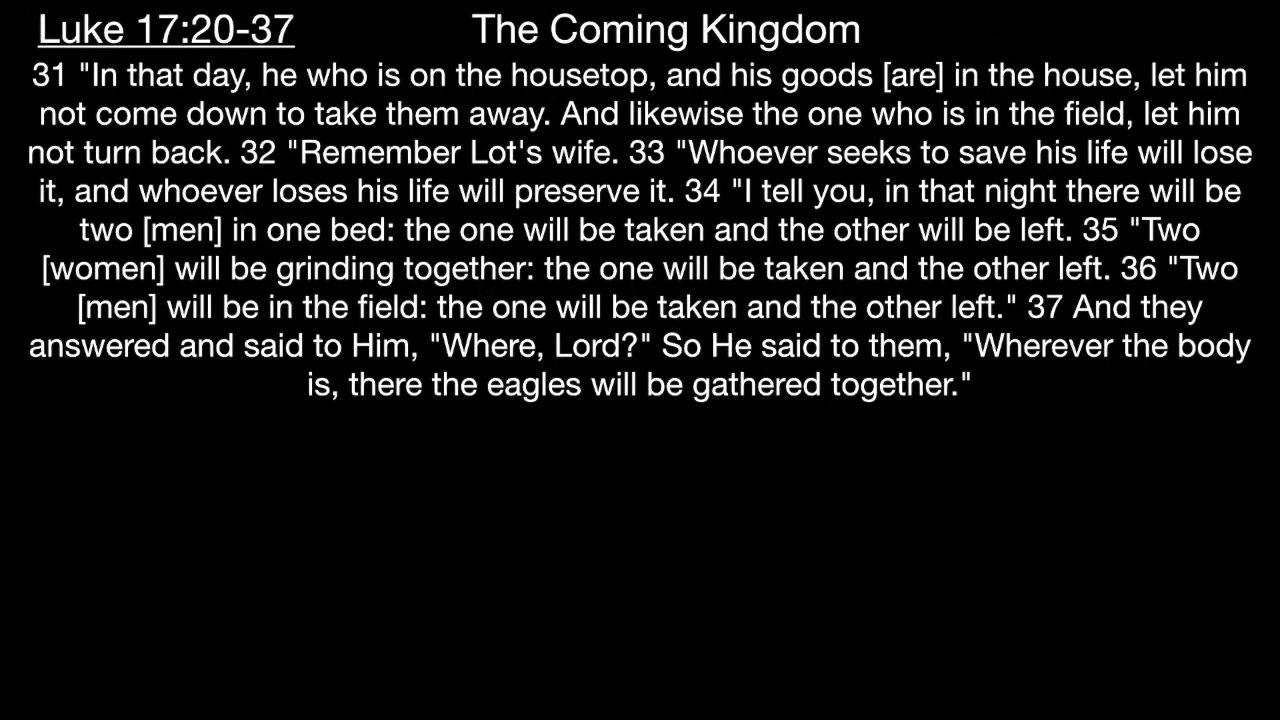 Luke 17:20-37 The Coming Kingdom
31 "In that day, he who is on the housetop, and his goods [are] in the house, let him
not come down to take them away. And likewise the one who is in the field, let him
not turn back. 32 "Remember Lot's wife. 33 "Whoever seeks to save his life will lose
it, and whoever loses his life will preserve it. 34 "I tell you, in that night there will be
two [men] in one bed: the one will be taken and the other will be left. 35 "Two
[women] will be grinding together: the one will be taken and the other left. 36 "Two
[men] will be in the field: the one will be taken and the other left." 37 And they
answered and said to Him, "Where, Lord?" So He said to them, "Wherever the body
is, there the eagles will be gathered together."